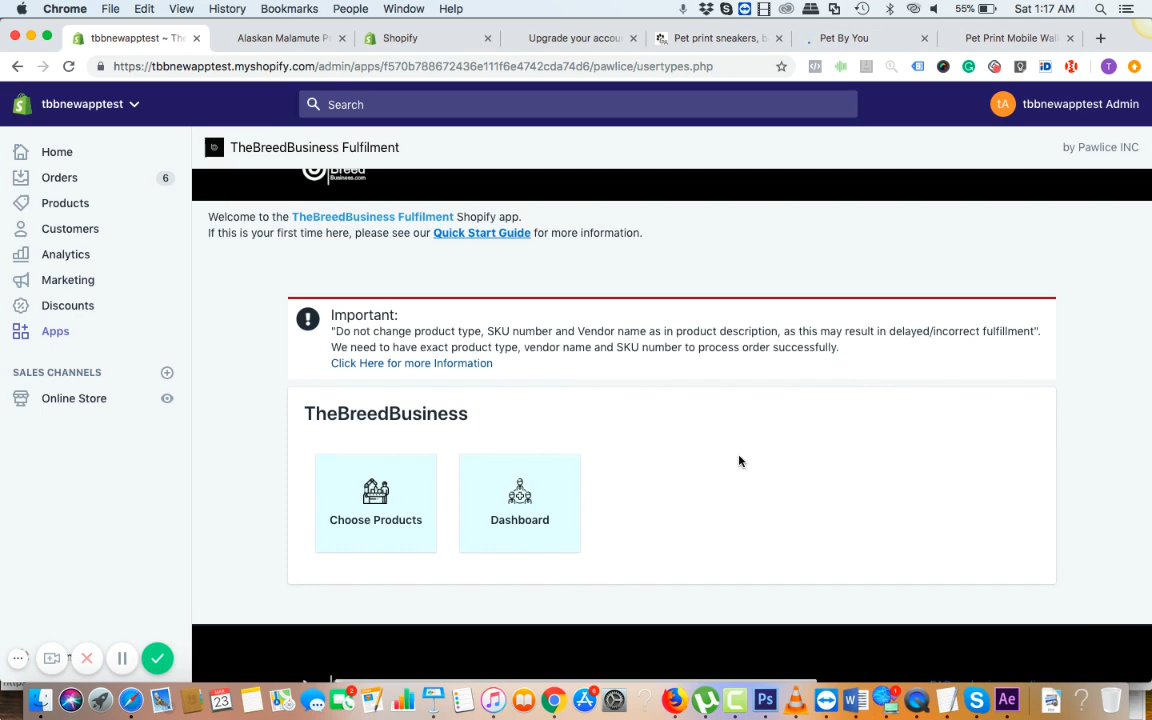 Chrome File Edit View History Bookmarks People Window Help 55% Sat 1:17 AM
tbbnewapptest ~ The Alaskan Malamute P Shopify Upgrade your accou Pet print sneakers, b Pet By You Pet Print Mobile Wal
https://tbbnewapptest.myshopify.com/admin/apps/f570b788672436e111f6e4742cda74d6/pawlice/usertypes.php
tbbnewapptest Search tA tbbnewapptest Admin
Home
Orders 6
Products
Customers
Analytics
Marketing
Discounts
Apps
SALES CHANNELS
Online Store
TheBreedBusiness Fulfilment by Pawlice INC
Breed
Business.com
Welcome to the TheBreedBusiness Fulfilment Shopify app.
If this is your first time here, please see our Quick Start Guide for more information.
Important:
"Do not change product type, SKU number and Vendor name as in product description, as this may result in delayed/incorrect fulfillment".
We need to have exact product type, vendor name and SKU number to process order successfully.
Click Here for more Information
TheBreedBusiness
Choose Products Dashboard